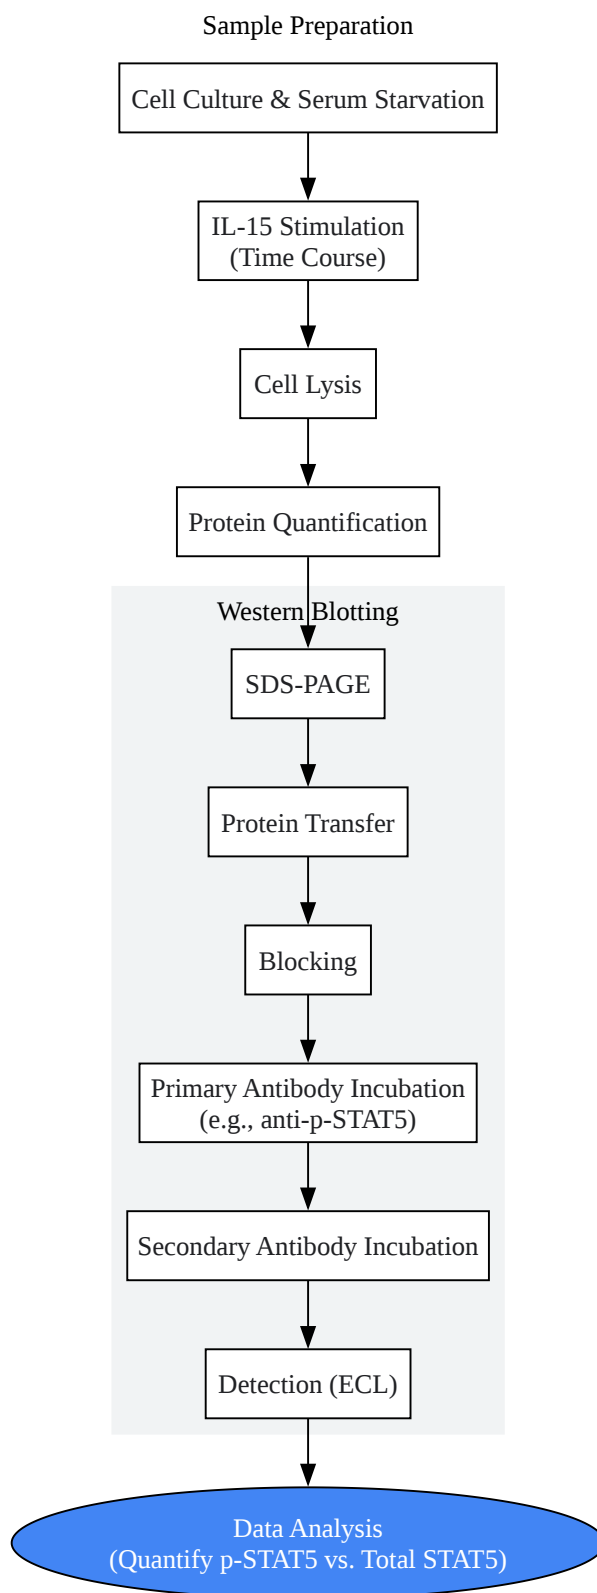 Sample Preparation
Cell Culture & Serum Starvation
IL-15 Stimulation
(Time Course)
Cell Lysis
Protein Quantification
Western Blotting
SDS-PAGE
Protein Transfer
Blocking
Primary Antibody Incubation
(e.g., anti-p-STAT5)
Secondary Antibody Incubation
Detection (ECL)
Data Analysis
(Quantify p-STAT5 vs. Total STAT5)